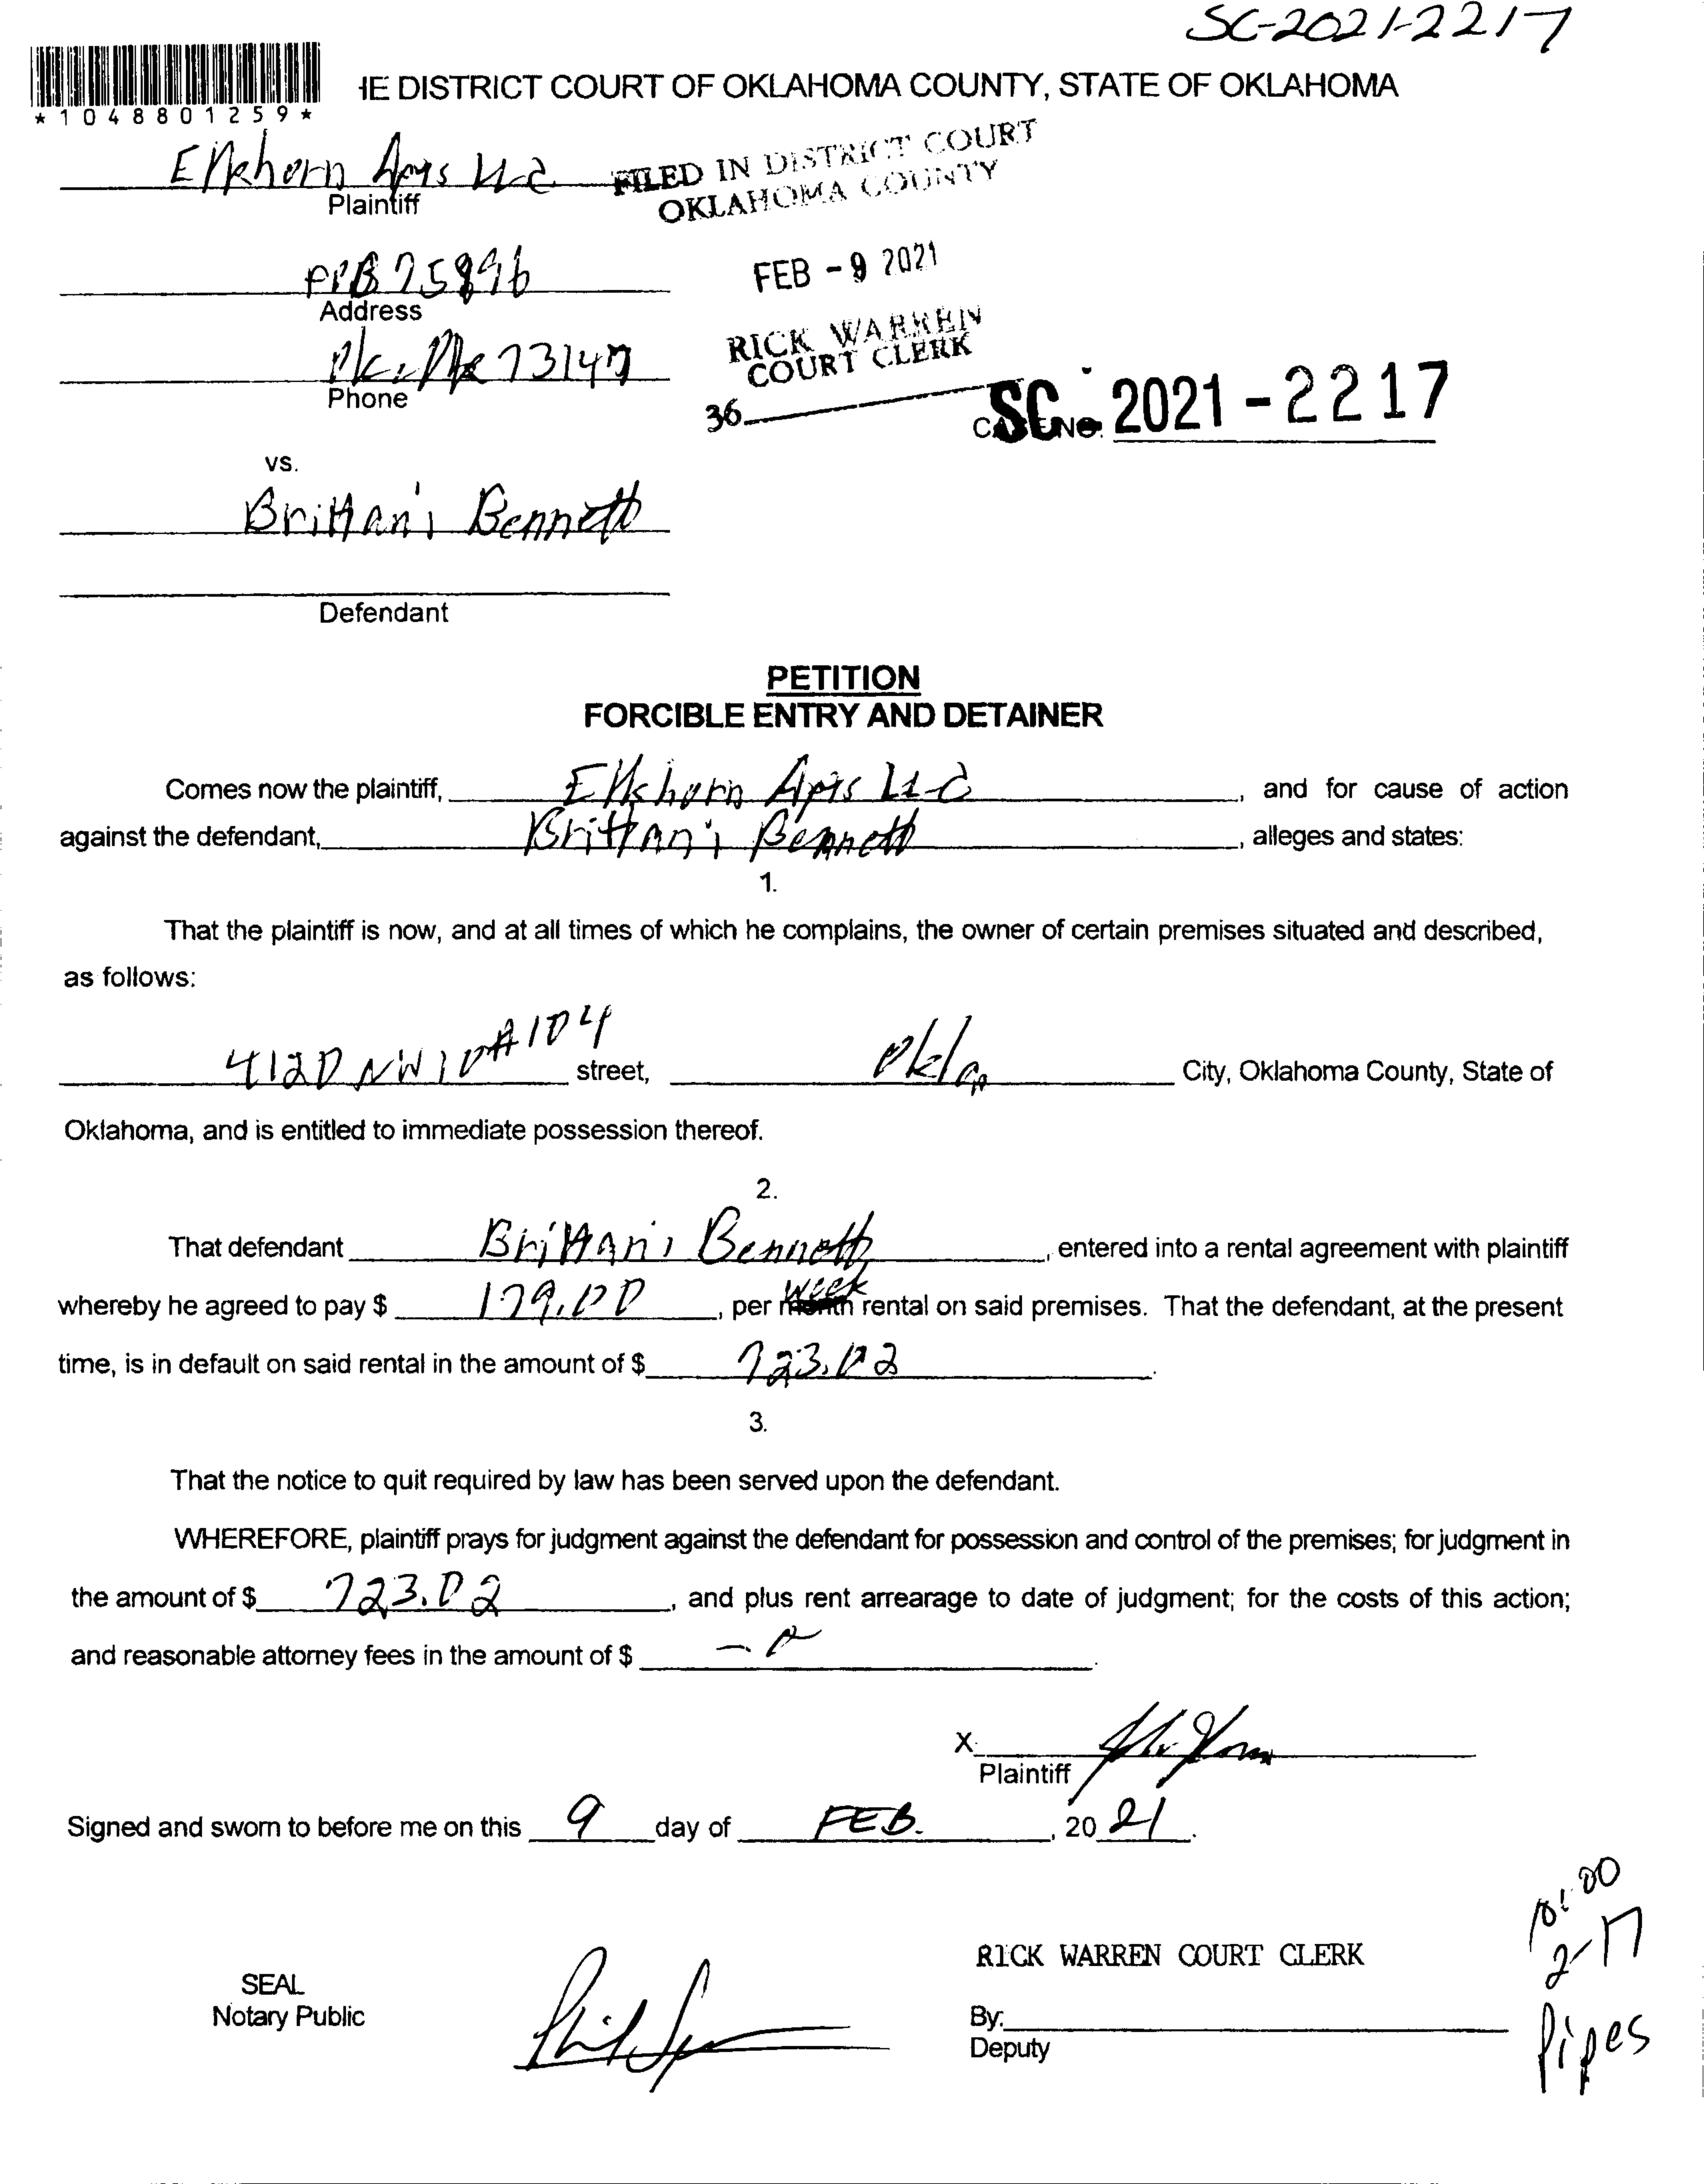 SC-2021-2217
*1048801259*
IE DISTRICT COURT OF OKLAHOMA COUNTY, STATE OF OKLAHOMA
Elkhorn Apts LLC
Plaintiff
FILED IN DISTRICT COURT
OKLAHOMA COUNTY
POB 75896
Address
FEB - 9 2021
Okc, Ok 73147
Phone
RICK WARREN
COURT CLERK
36
SC - 2021 - 2217
CASE NO.
vs.
Brittani Bennett
Defendant
PETITION
FORCIBLE ENTRY AND DETAINER
Comes now the plaintiff, Elkhorn Apts LLC, and for cause of action
against the defendant, Brittani Bennett, alleges and states:
1.
That the plaintiff is now, and at all times of which he complains, the owner of certain premises situated and described,
as follows:
4120 NW 10 #104 street, Okla City, Oklahoma County, State of
Oklahoma, and is entitled to immediate possession thereof.
2.
That defendant Brittani Bennett, entered into a rental agreement with plaintiff
whereby he agreed to pay $ 179.00, per month week rental on said premises. That the defendant, at the present
time, is in default on said rental in the amount of $ 723.02.
3.
That the notice to quit required by law has been served upon the defendant.
WHEREFORE, plaintiff prays for judgment against the defendant for possession and control of the premises; for judgment in
the amount of $ 723.02, and plus rent arrearage to date of judgment; for the costs of this action;
and reasonable attorney fees in the amount of $
X
Plaintiff
Signed and sworn to before me on this 9 day of FEB., 20 21.
10:00
2-17
Pipes
RICK WARREN COURT CLERK
SEAL
Notary Public
By:
Deputy